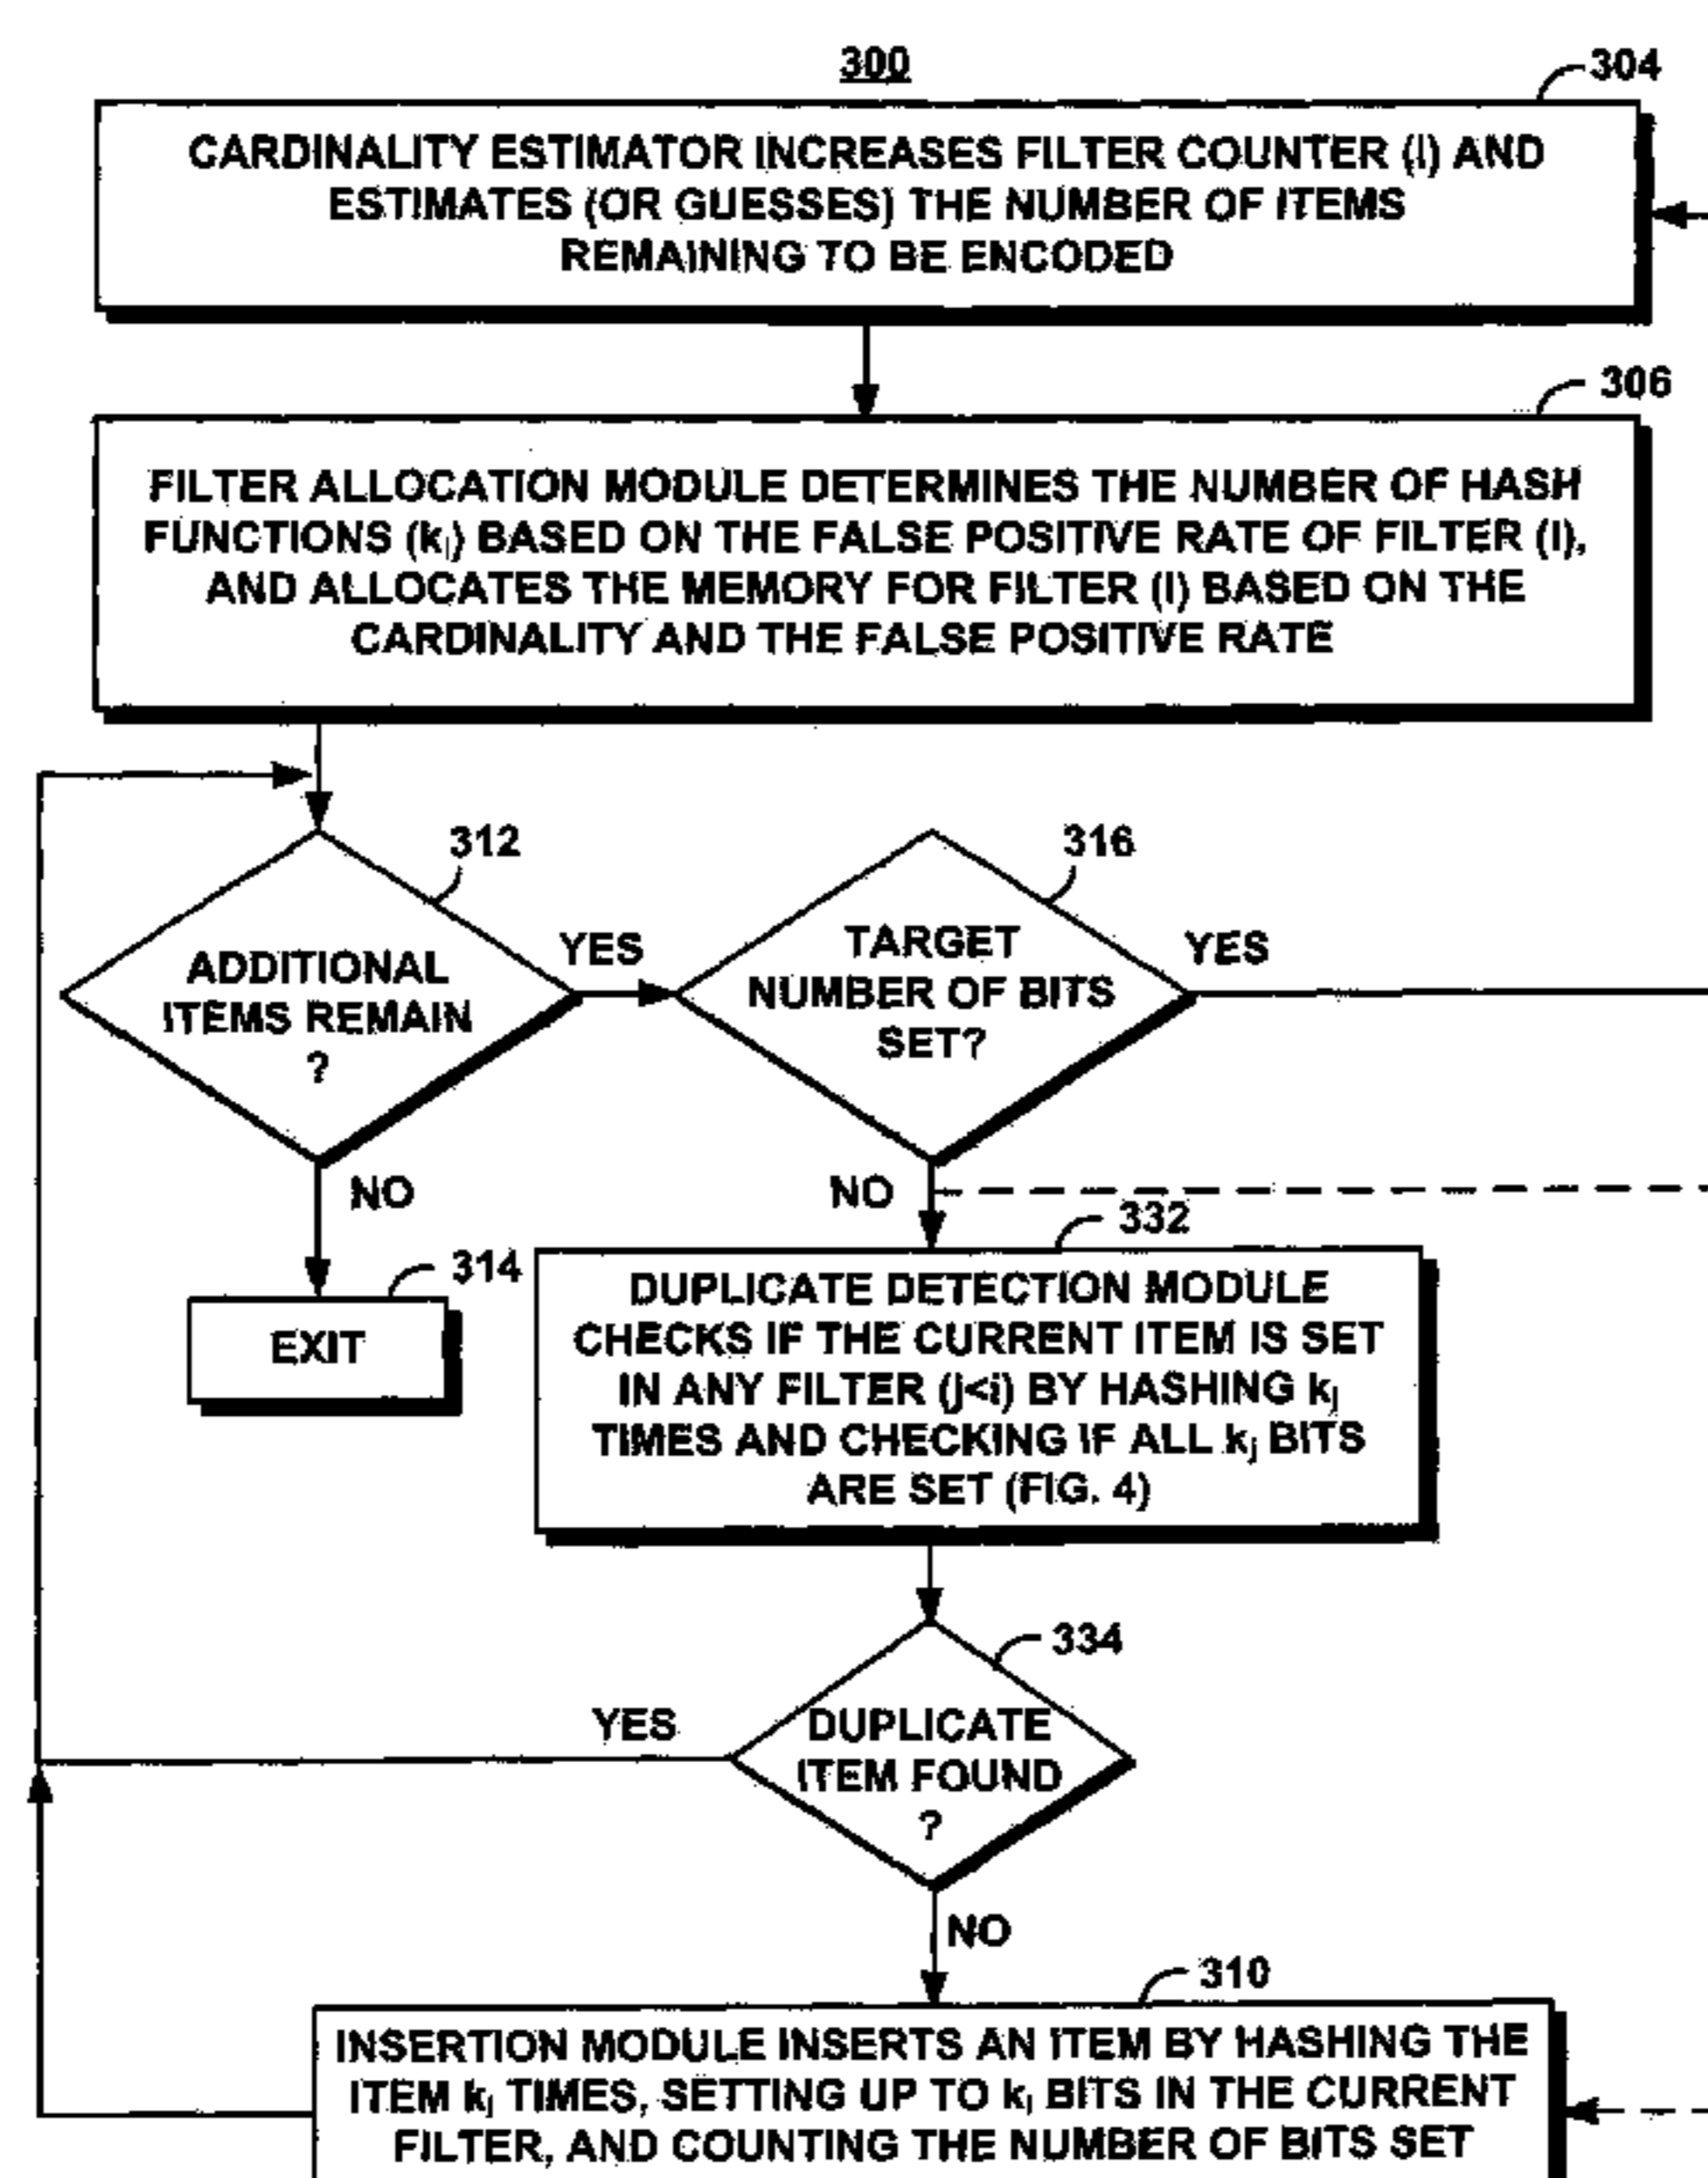 300
304
CARDINALITY ESTIMATOR INCREASES FILTER COUNTER (i) AND
ESTIMATES (OR GUESSES) THE NUMBER OF ITEMS
REMAINING TO BE ENCODED
306
FILTER ALLOCATION MODULE DETERMINES THE NUMBER OF HASH
FUNCTIONS (ki) BASED ON THE FALSE POSITIVE RATE OF FILTER (i),
AND ALLOCATES THE MEMORY FOR FILTER (i) BASED ON THE
CARDINALITY AND THE FALSE POSITIVE RATE
312
ADDITIONAL
ITEMS REMAIN
?
YES
316
TARGET
NUMBER OF BITS
SET?
YES
NO
314
EXIT
NO
332
DUPLICATE DETECTION MODULE
CHECKS IF THE CURRENT ITEM IS SET
IN ANY FILTER (j<i) BY HASHING kj
TIMES AND CHECKING IF ALL kj BITS
ARE SET (FIG. 4)
334
DUPLICATE
ITEM FOUND
?
YES
NO
310
INSERTION MODULE INSERTS AN ITEM BY HASHING THE
ITEM ki TIMES, SETTING UP TO ki BITS IN THE CURRENT
FILTER, AND COUNTING THE NUMBER OF BITS SET